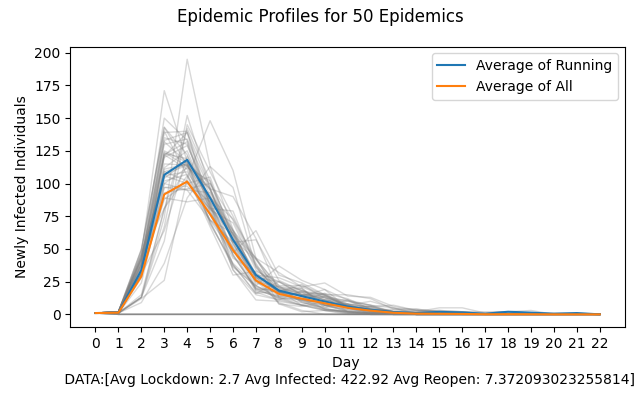 Epidemic Profiles for 50 Epidemics
200
175
150
125
100
75
50
25
0
Newly Infected Individuals
Average of Running
Average of All
0 1 2 3 4 5 6 7 8 9 10 11 12 13 14 15 16 17 18 19 20 21 22
Day
DATA:[Avg Lockdown: 2.7 Avg Infected: 422.92 Avg Reopen: 7.372093023255814]